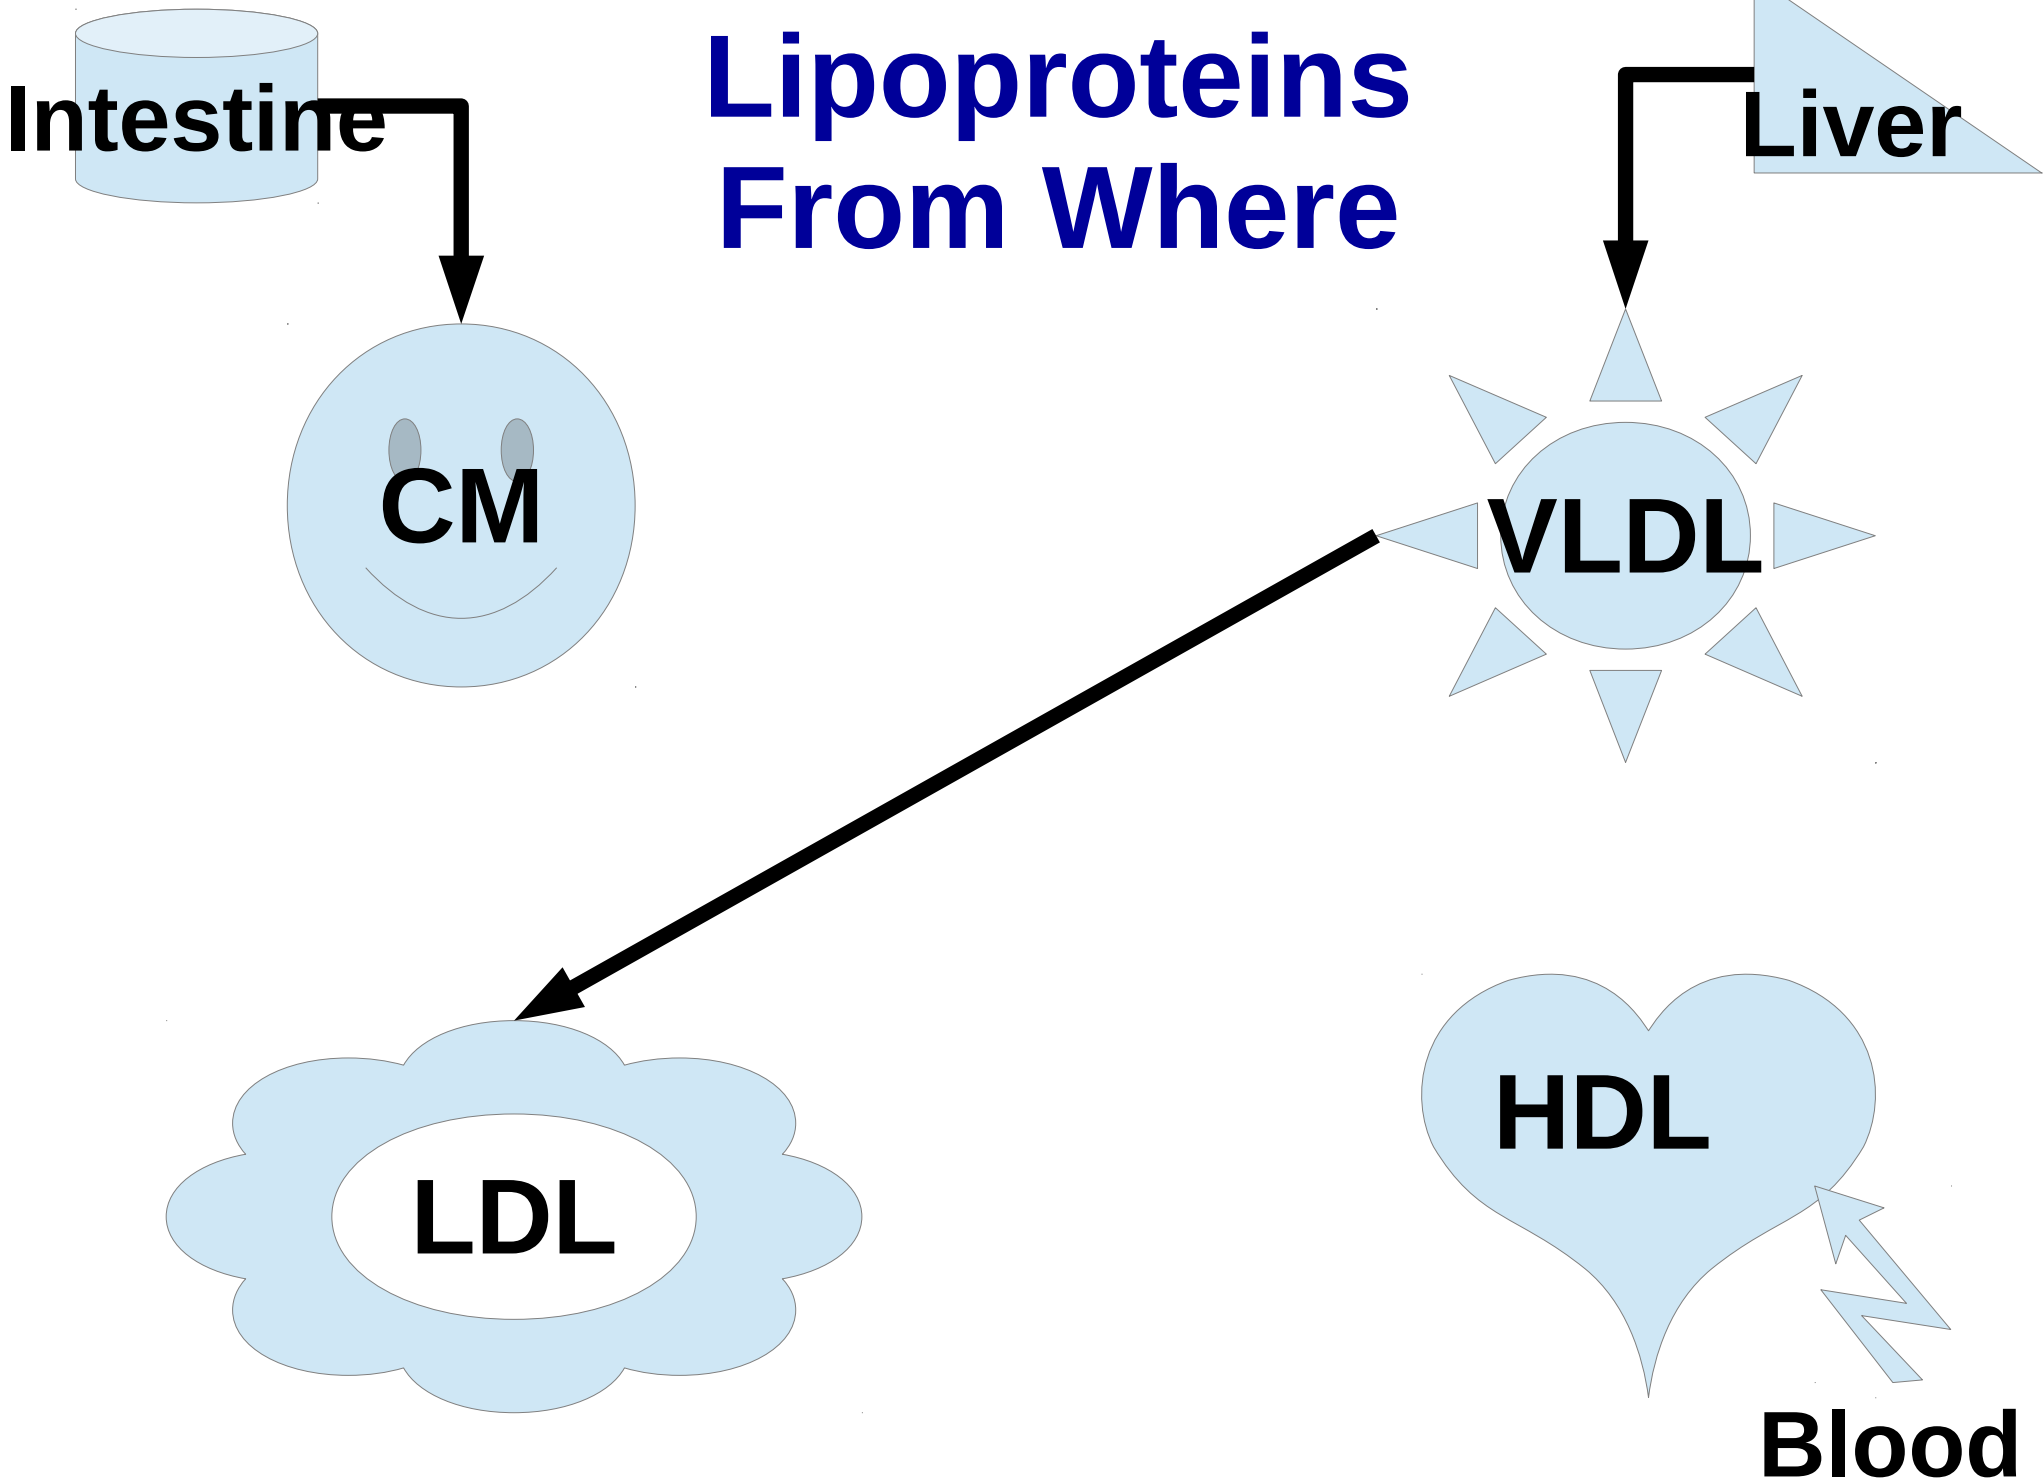 Lipoproteins
From Where
Intestine
Liver
CM
VLDL
LDL
HDL
Blood